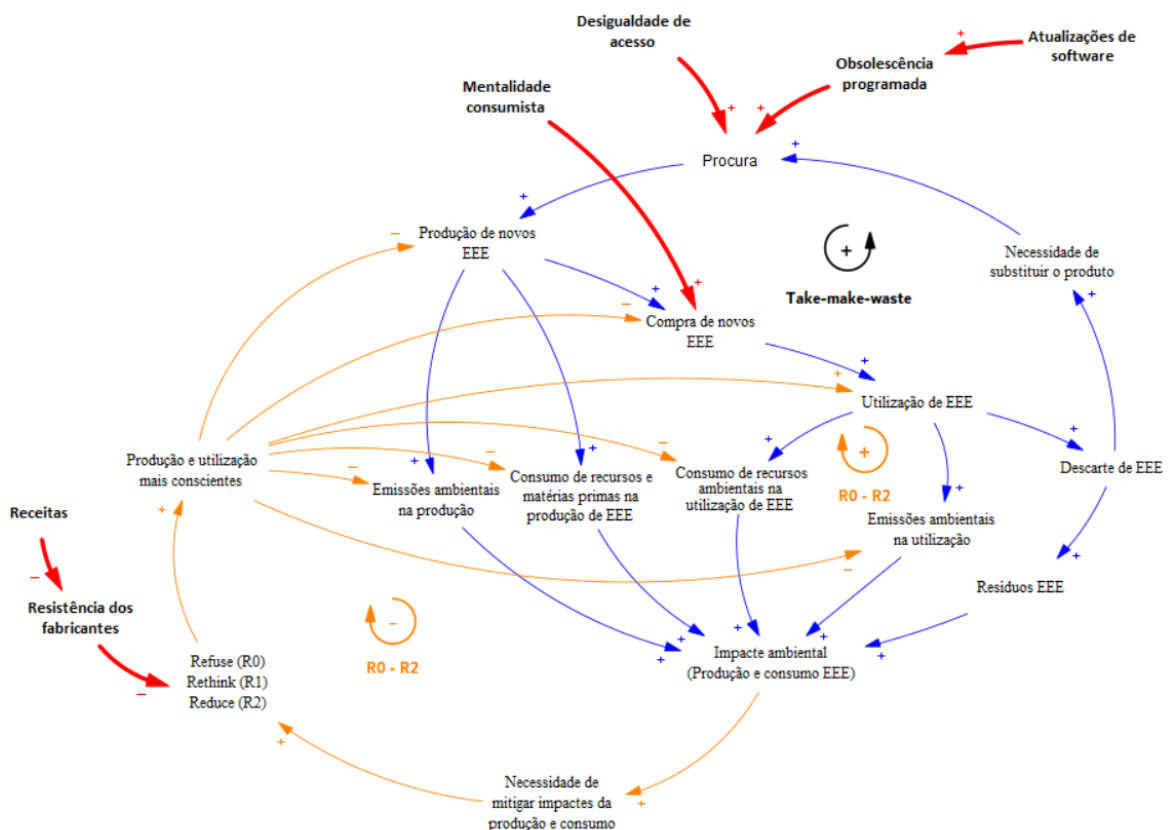 Desigualdade de
acesso
Atualizações de
software
Obsolescência
programada
Mentalidade
consumista
+
+
+
+
Procura
+
Produção de novos
EEE
−
Necessidade de
substituir o produto
+
Take-make-waste
+
+
−
Compra de novos
EEE
+
+
+
Utilização de EEE
+
Descarte de EEE
+
R0 - R2
Produção e utilização
mais conscientes
−
+
Emissões ambientais
na produção
−
+
Consumo de recursos e
matérias primas na
produção de EEE
−
+
Consumo de recursos
ambientais na
utilização de EEE
+
Emissões ambientais
na utilização
−
+
Resíduos EEE
Receitas
−
Resistência dos
fabricantes
−
+
−
R0 - R2
Refuse (R0)
Rethink (R1)
Reduce (R2)
+
+
+
+
+
+
Impacte ambiental
(Produção e consumo EEE)
Necessidade de
mitigar impactes da
produção e consumo
+